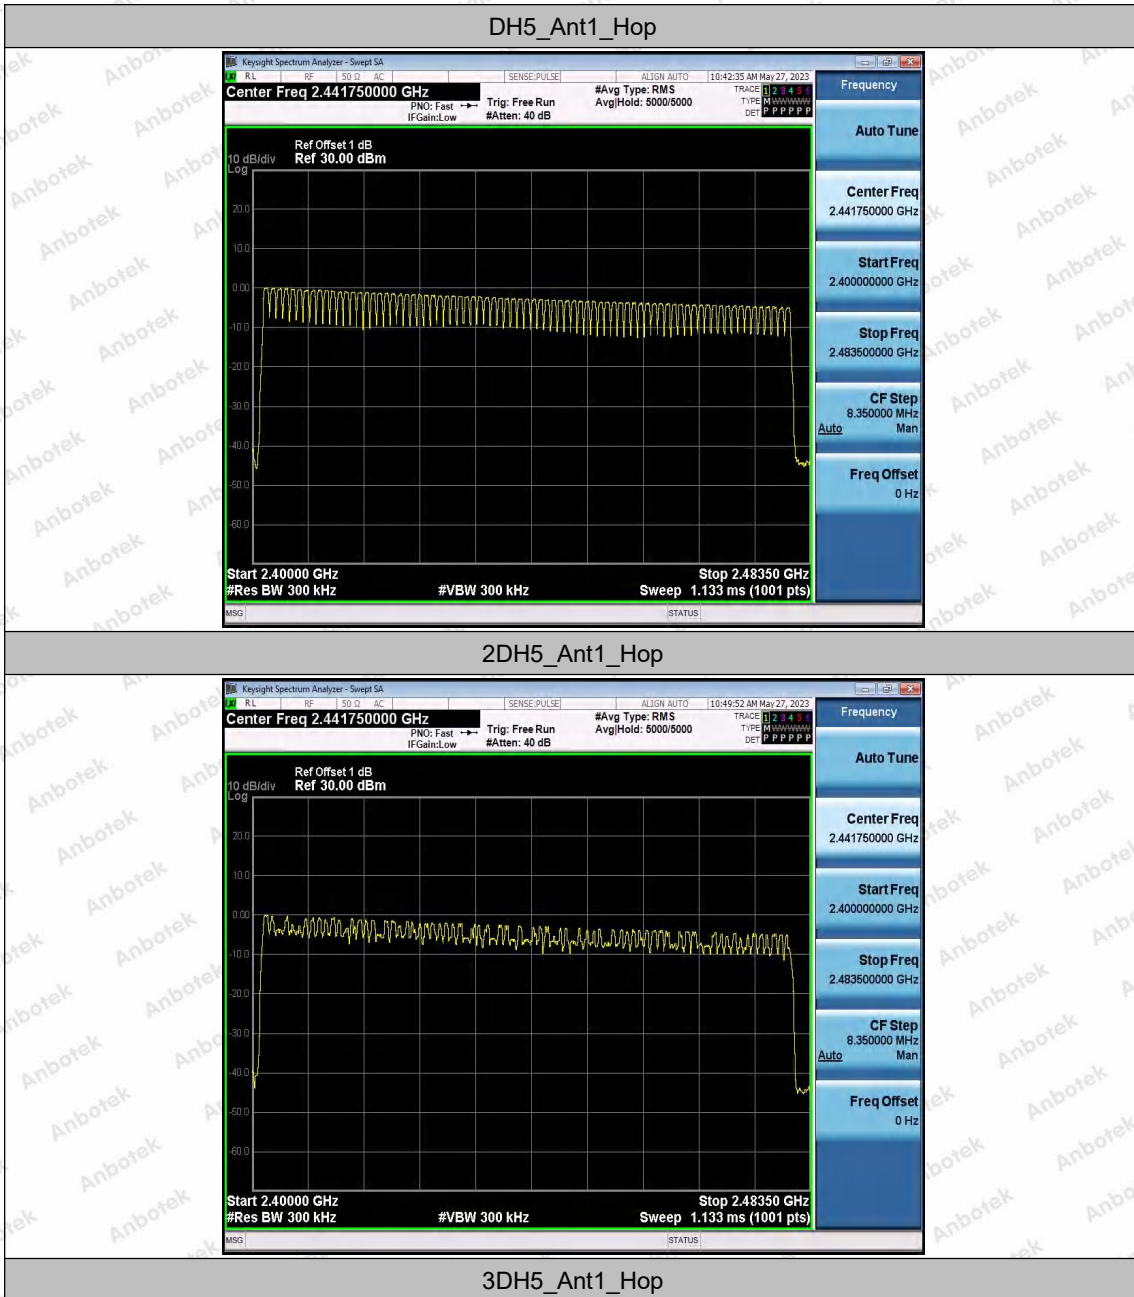 DH5_Ant1_Hop
Keysight Spectrum Analyzer - Swept SA
LXI RL RF 50 Ω AC SENSE:PULSE ALIGN AUTO 10:42:35 AM May 27, 2023
Center Freq 2.441750000 GHz
PNO: Fast
IFGain:Low
Trig: Free Run
#Atten: 40 dB
#Avg Type: RMS
Avg|Hold: 5000/5000
TRACE 1 2 3 4 5 6
TYPE M W W W W W
DET P P P P P P
Ref Offset 1 dB
10 dB/div Ref 30.00 dBm
Log
20.0
10.0
0.00
-10.0
-20.0
-30.0
-40.0
-50.0
-60.0
Start 2.40000 GHz Stop 2.48350 GHz
#Res BW 300 kHz #VBW 300 kHz Sweep 1.133 ms (1001 pts)
MSG STATUS
Frequency
Auto Tune
Center Freq
2.441750000 GHz
Start Freq
2.400000000 GHz
Stop Freq
2.483500000 GHz
CF Step
8.350000 MHz
Auto Man
Freq Offset
0 Hz
2DH5_Ant1_Hop
Keysight Spectrum Analyzer - Swept SA
LXI RL RF 50 Ω AC SENSE:PULSE ALIGN AUTO 10:49:52 AM May 27, 2023
Center Freq 2.441750000 GHz
PNO: Fast
IFGain:Low
Trig: Free Run
#Atten: 40 dB
#Avg Type: RMS
Avg|Hold: 5000/5000
TRACE 1 2 3 4 5 6
TYPE M W W W W W
DET P P P P P P
Ref Offset 1 dB
10 dB/div Ref 30.00 dBm
Log
20.0
10.0
0.00
-10.0
-20.0
-30.0
-40.0
-50.0
-60.0
Start 2.40000 GHz Stop 2.48350 GHz
#Res BW 300 kHz #VBW 300 kHz Sweep 1.133 ms (1001 pts)
MSG STATUS
Frequency
Auto Tune
Center Freq
2.441750000 GHz
Start Freq
2.400000000 GHz
Stop Freq
2.483500000 GHz
CF Step
8.350000 MHz
Auto Man
Freq Offset
0 Hz
3DH5_Ant1_Hop
Anbotek